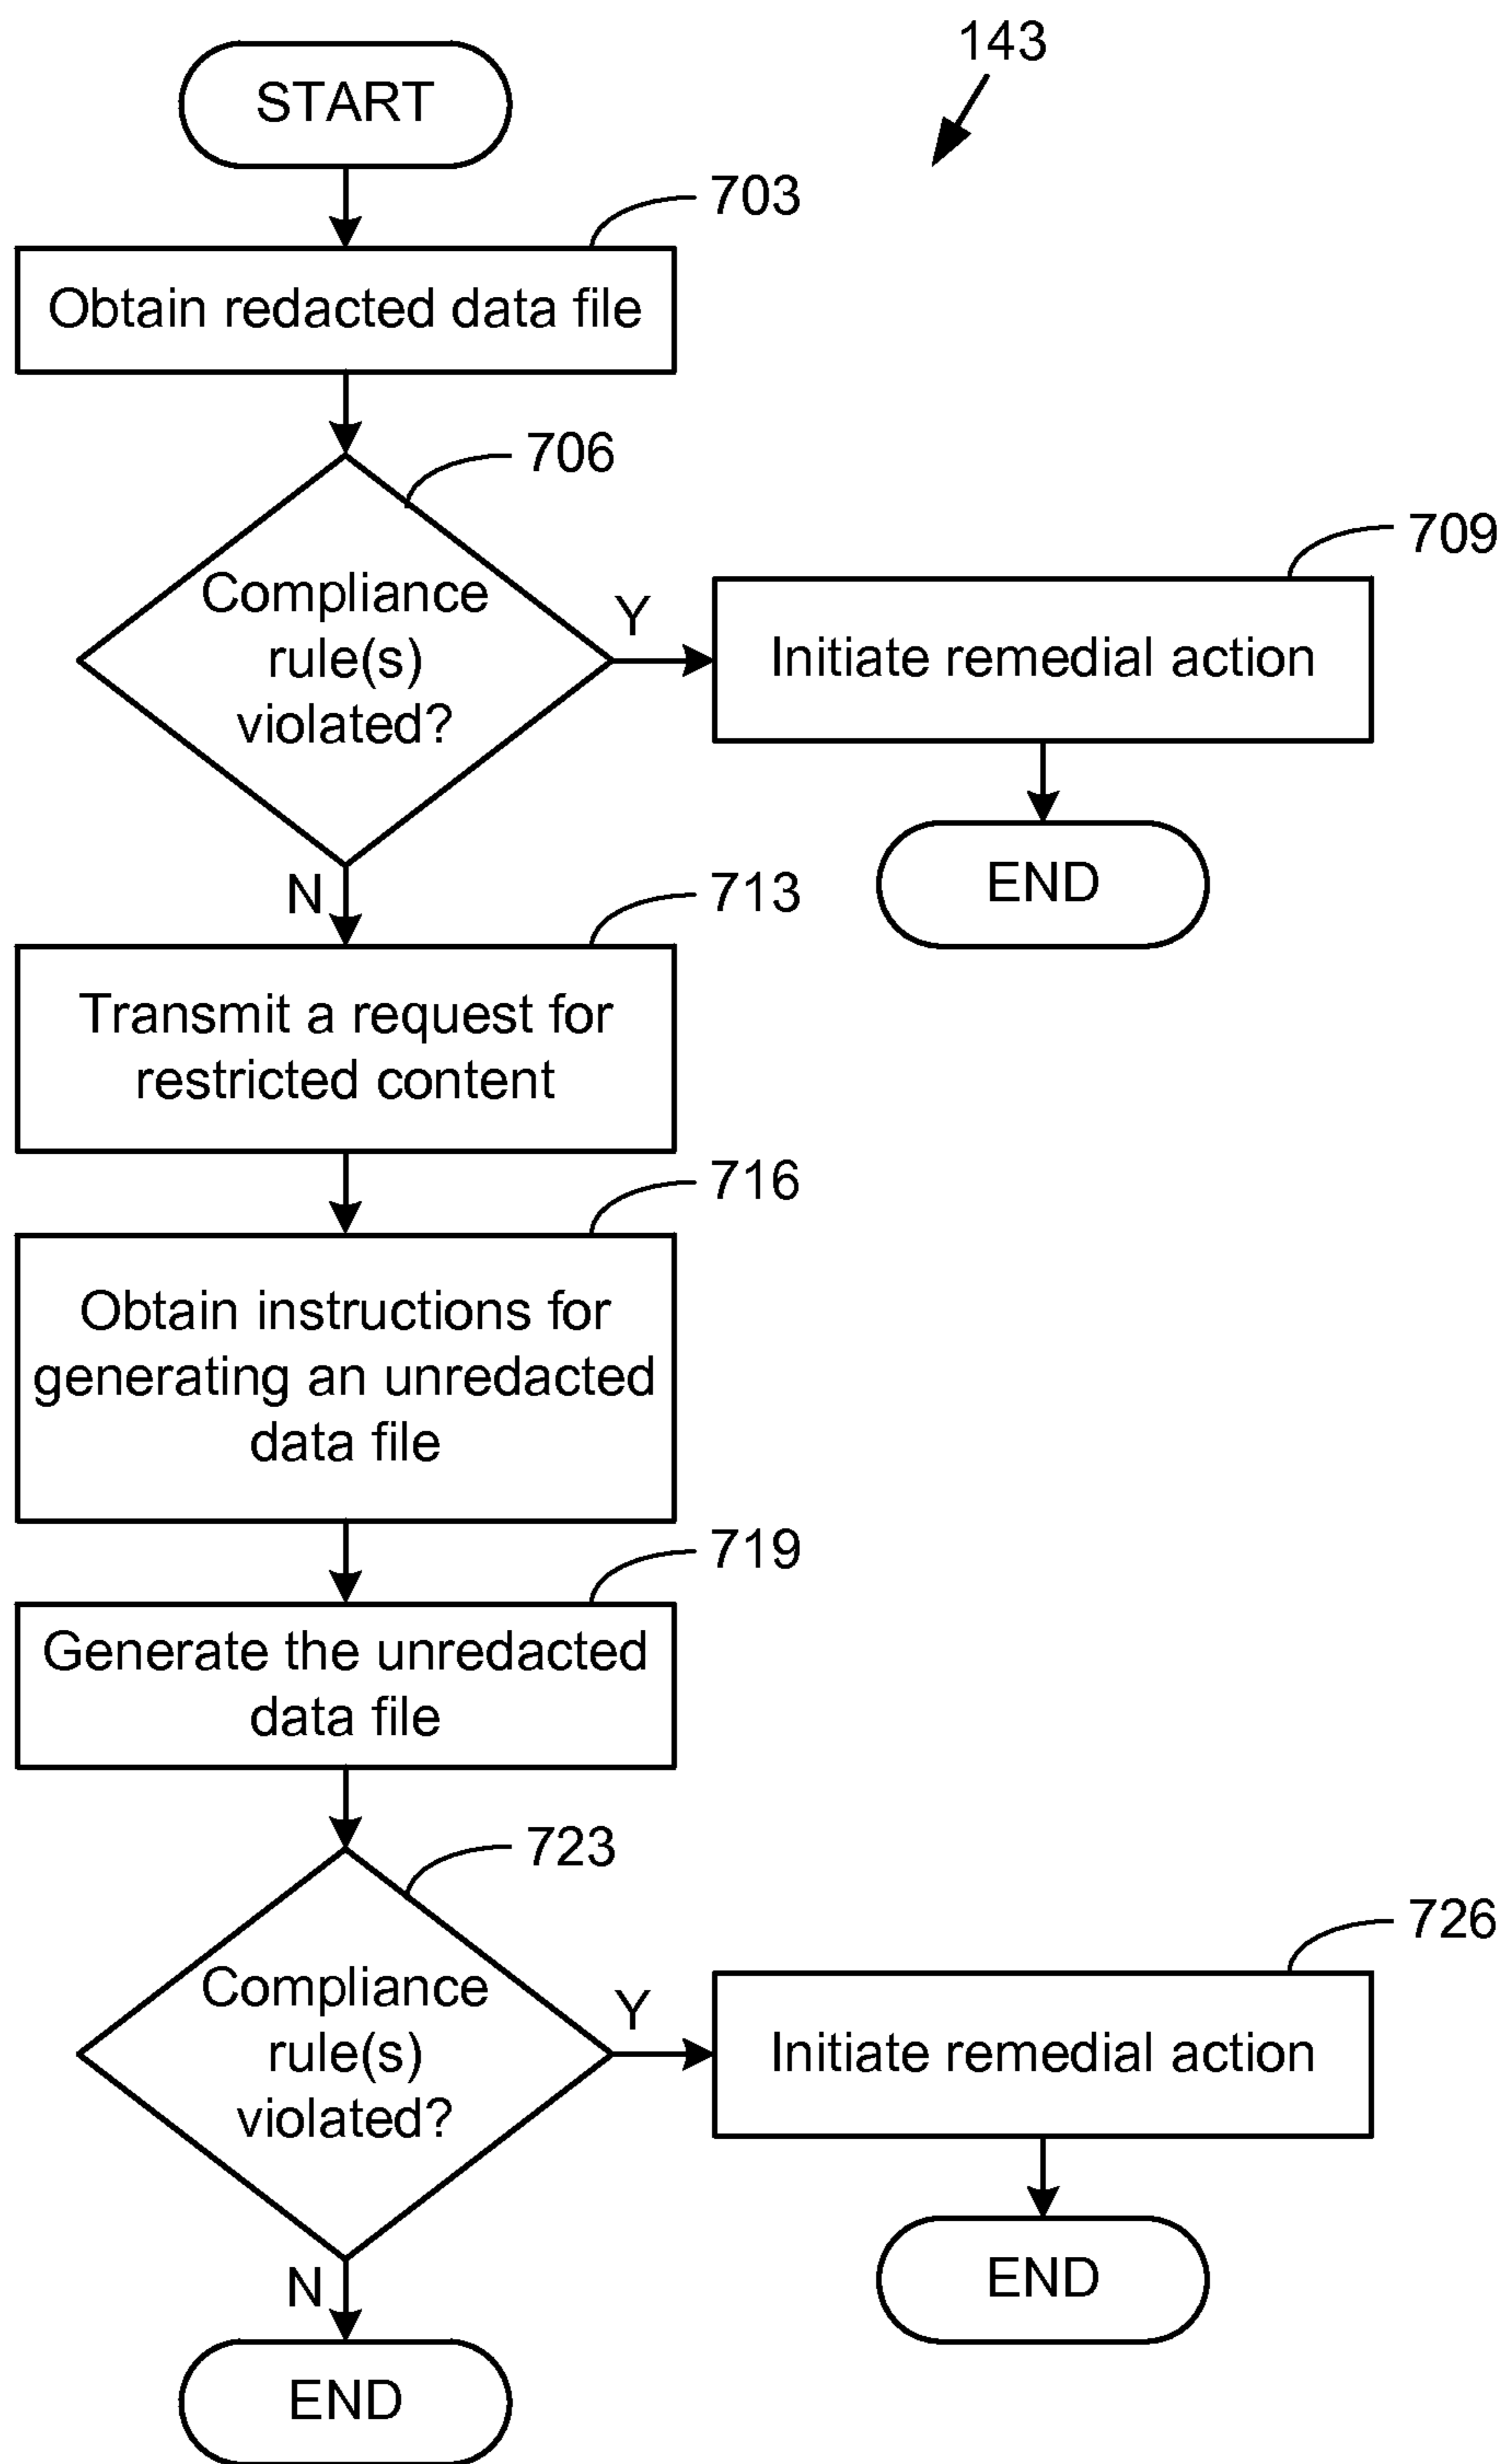 143
START
703
Obtain redacted data file
706
Compliance
rule(s)
violated?
Y
709
Initiate remedial action
END
N
713
Transmit a request for
restricted content
716
Obtain instructions for
generating an unredacted
data file
719
Generate the unredacted
data file
723
Compliance
rule(s)
violated?
Y
726
Initiate remedial action
END
N
END